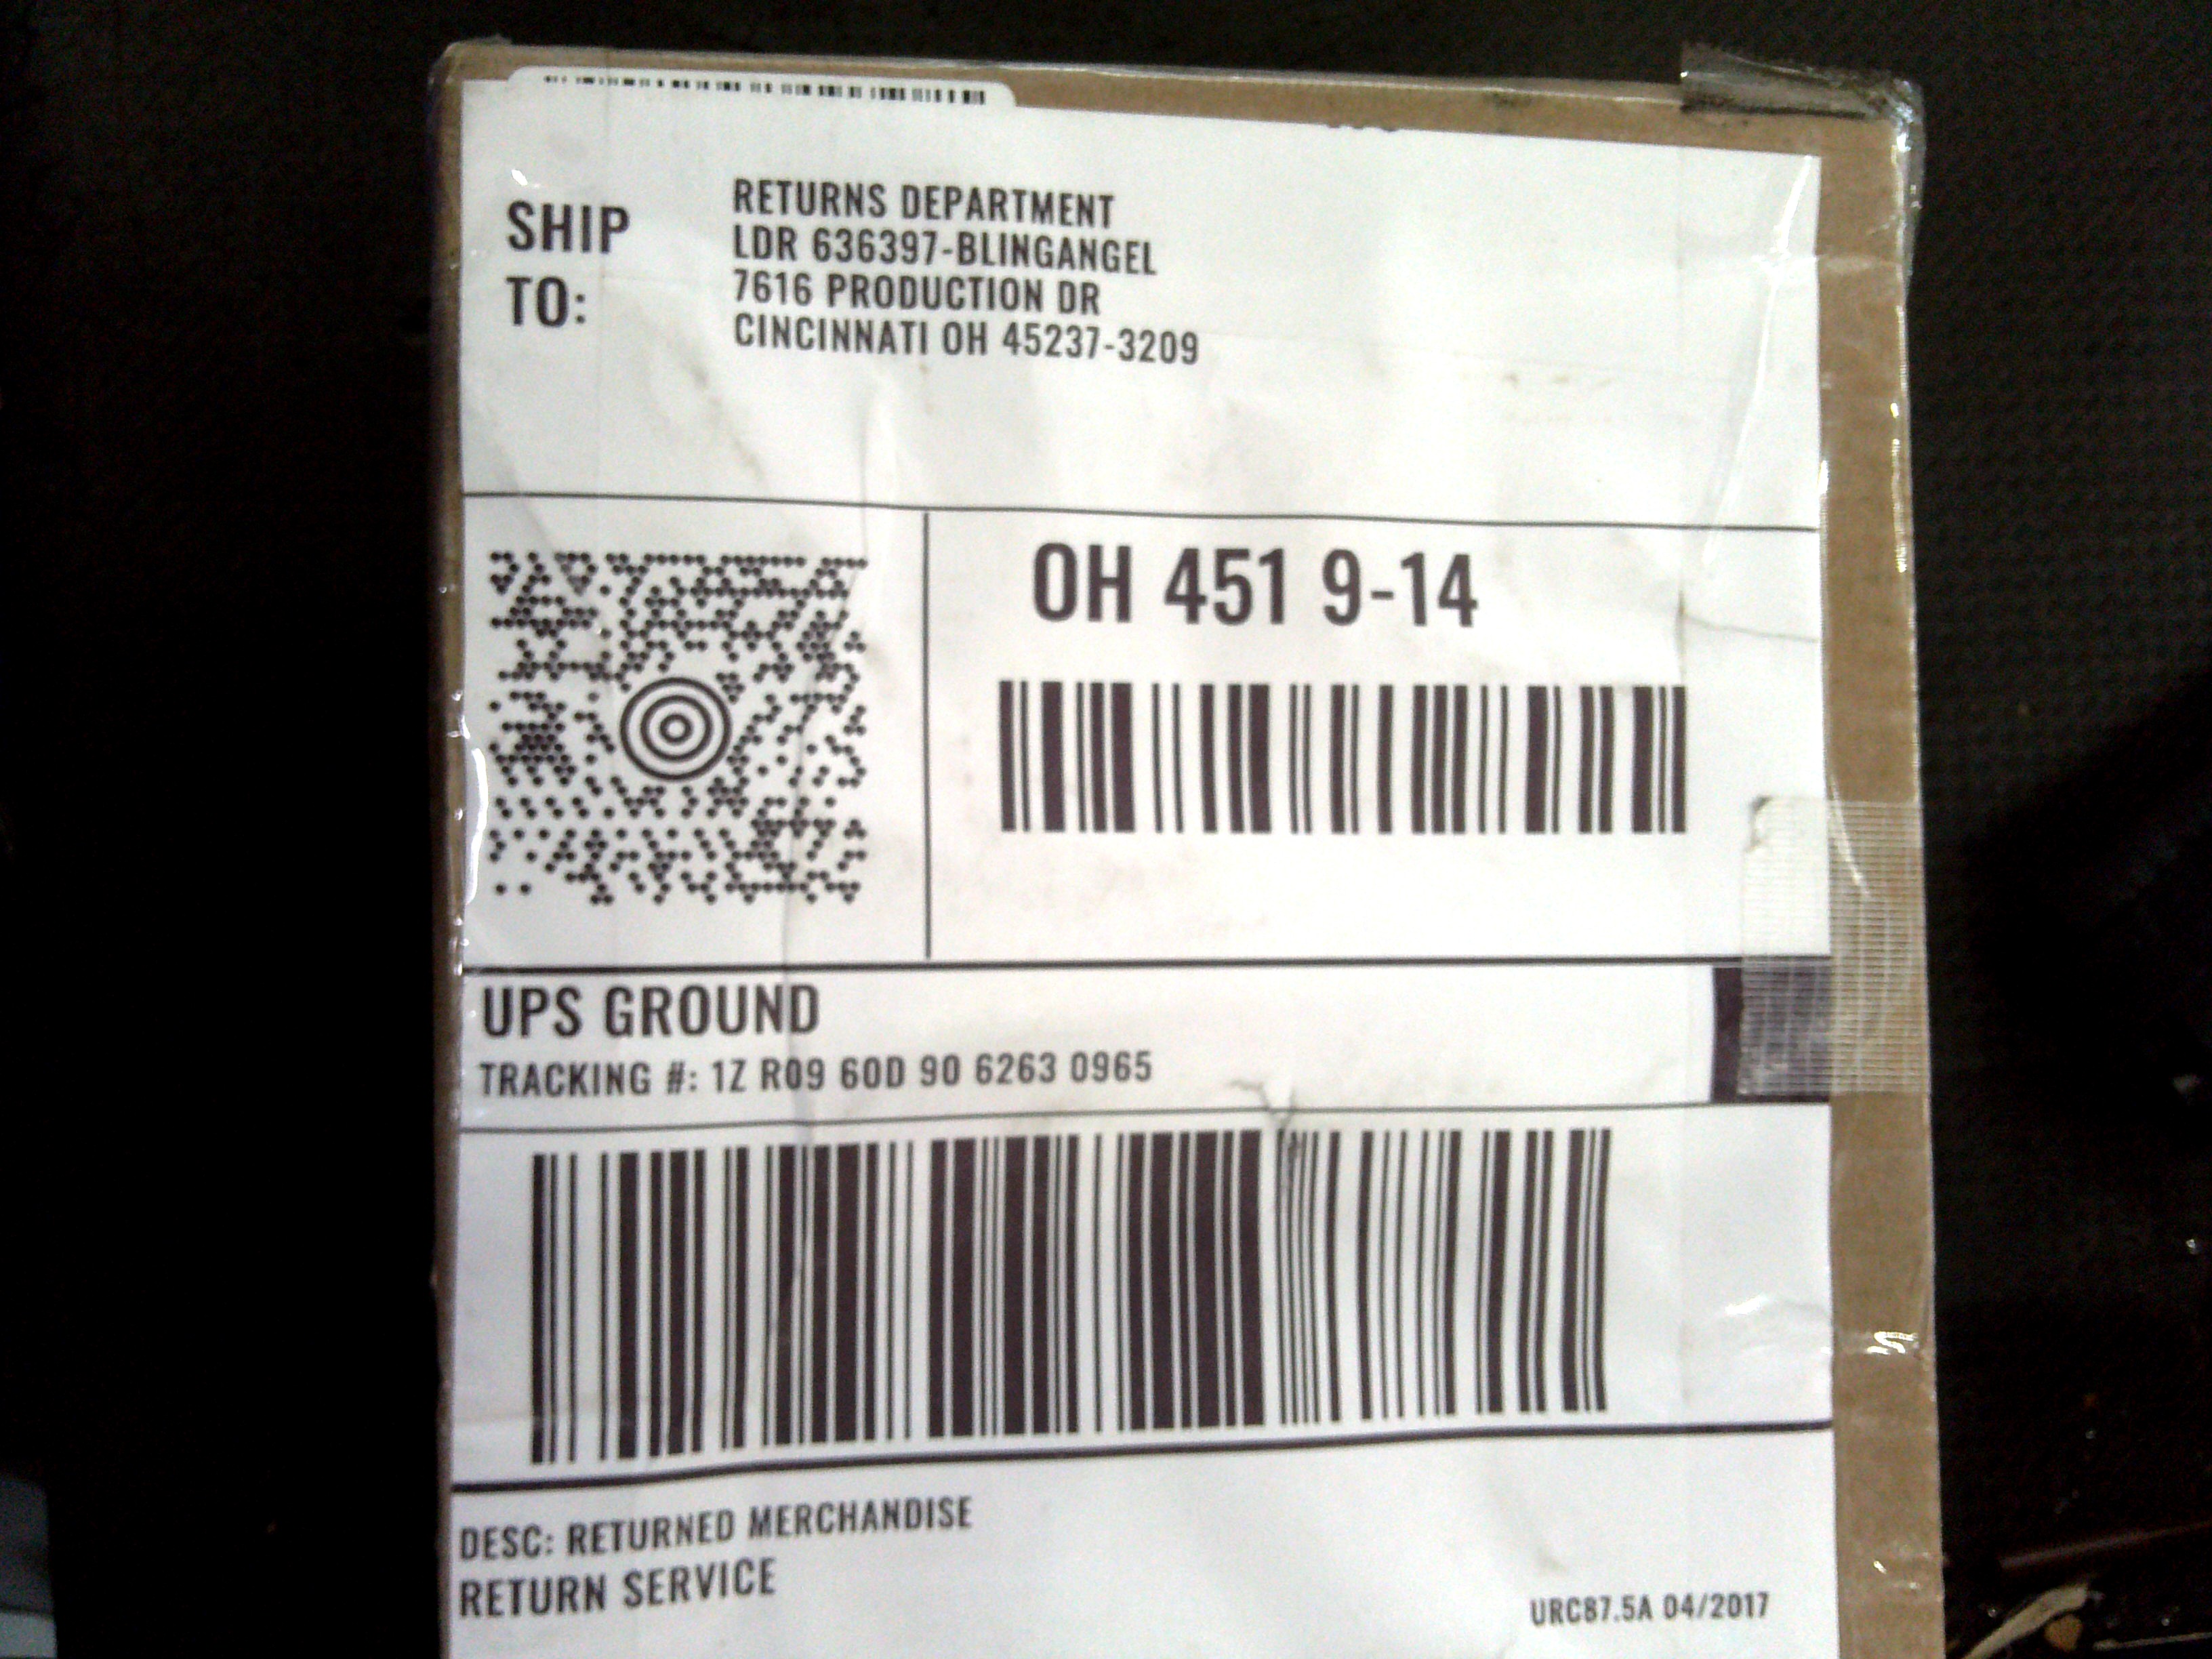 SHIP
TO:
RETURNS DEPARTMENT
LDR 636397-BLINGANGEL
7616 PRODUCTION DR
CINCINNATI OH 45237-3209
OH 451 9-14
UPS GROUND
TRACKING #: 1Z R09 60D 90 6263 0965
DESC: RETURNED MERCHANDISE
RETURN SERVICE
URC87.5A 04/2017